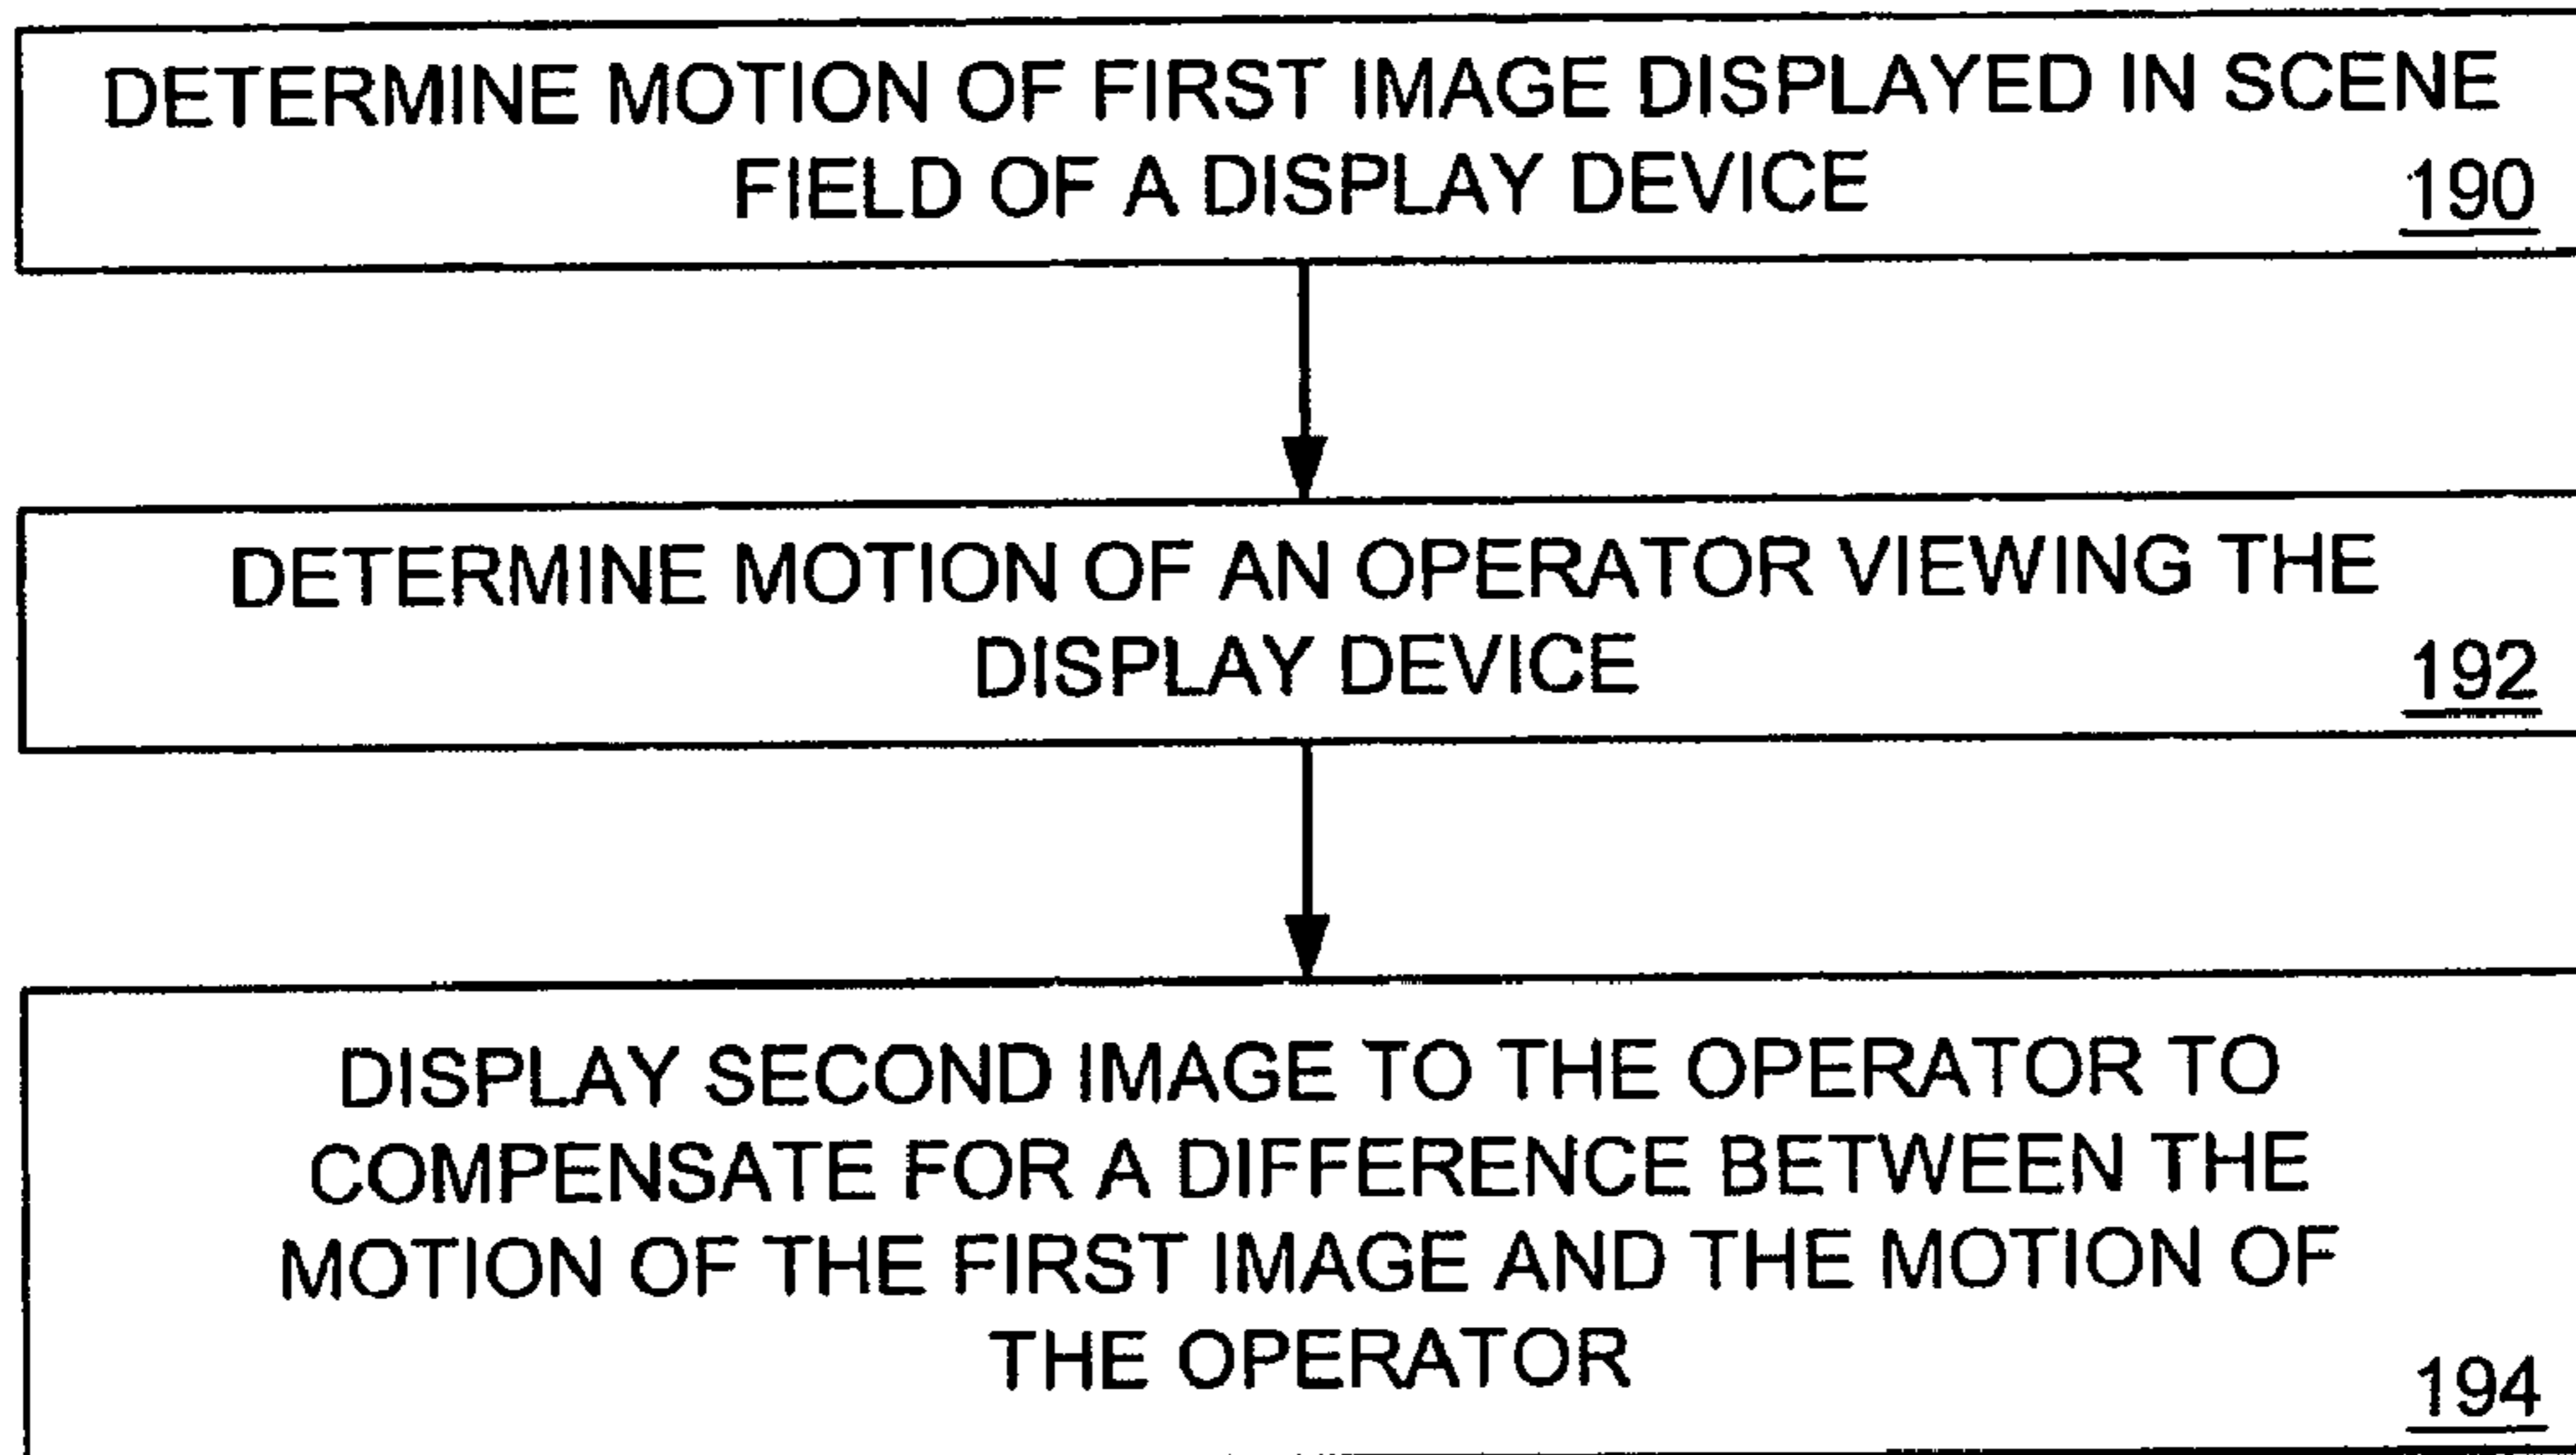 DETERMINE MOTION OF FIRST IMAGE DISPLAYED IN SCENE
FIELD OF A DISPLAY DEVICE
190
DETERMINE MOTION OF AN OPERATOR VIEWING THE
DISPLAY DEVICE
192
DISPLAY SECOND IMAGE TO THE OPERATOR TO
COMPENSATE FOR A DIFFERENCE BETWEEN THE
MOTION OF THE FIRST IMAGE AND THE MOTION OF
THE OPERATOR
194